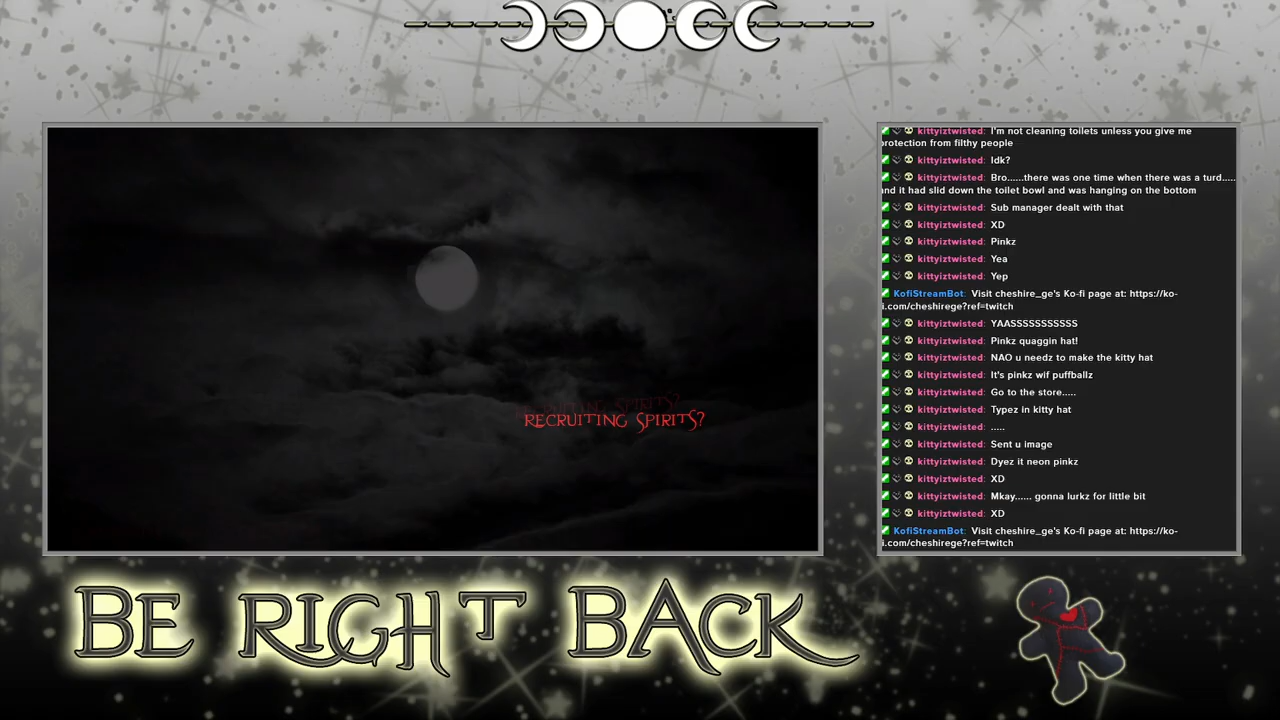 RECRUITING SPIRITS?
RECRUITING SPIRITS?
kittyiztwisted: I'm not cleaning toilets unless you give me
protection from filthy people
kittyiztwisted: Idk?
kittyiztwisted: Bro......there was one time when there was a turd.....
and it had slid down the toilet bowl and was hanging on the bottom
kittyiztwisted: Sub manager dealt with that
kittyiztwisted: XD
kittyiztwisted: Pinkz
kittyiztwisted: Yea
kittyiztwisted: Yep
KofiStreamBot: Visit cheshire_ge's Ko-fi page at: https://ko-
i.com/cheshirege?ref=twitch
kittyiztwisted: YAASSSSSSSSSSS
kittyiztwisted: Pinkz quaggin hat!
kittyiztwisted: NAO u needz to make the kitty hat
kittyiztwisted: It's pinkz wif puffballz
kittyiztwisted: Go to the store.....
kittyiztwisted: Typez in kitty hat
kittyiztwisted: .....
kittyiztwisted: Sent u image
kittyiztwisted: Dyez it neon pinkz
kittyiztwisted: XD
kittyiztwisted: Mkay...... gonna lurkz for little bit
kittyiztwisted: XD
KofiStreamBot: Visit cheshire_ge's Ko-fi page at: https://ko-
i.com/cheshirege?ref=twitch
BE RIGHT BACK